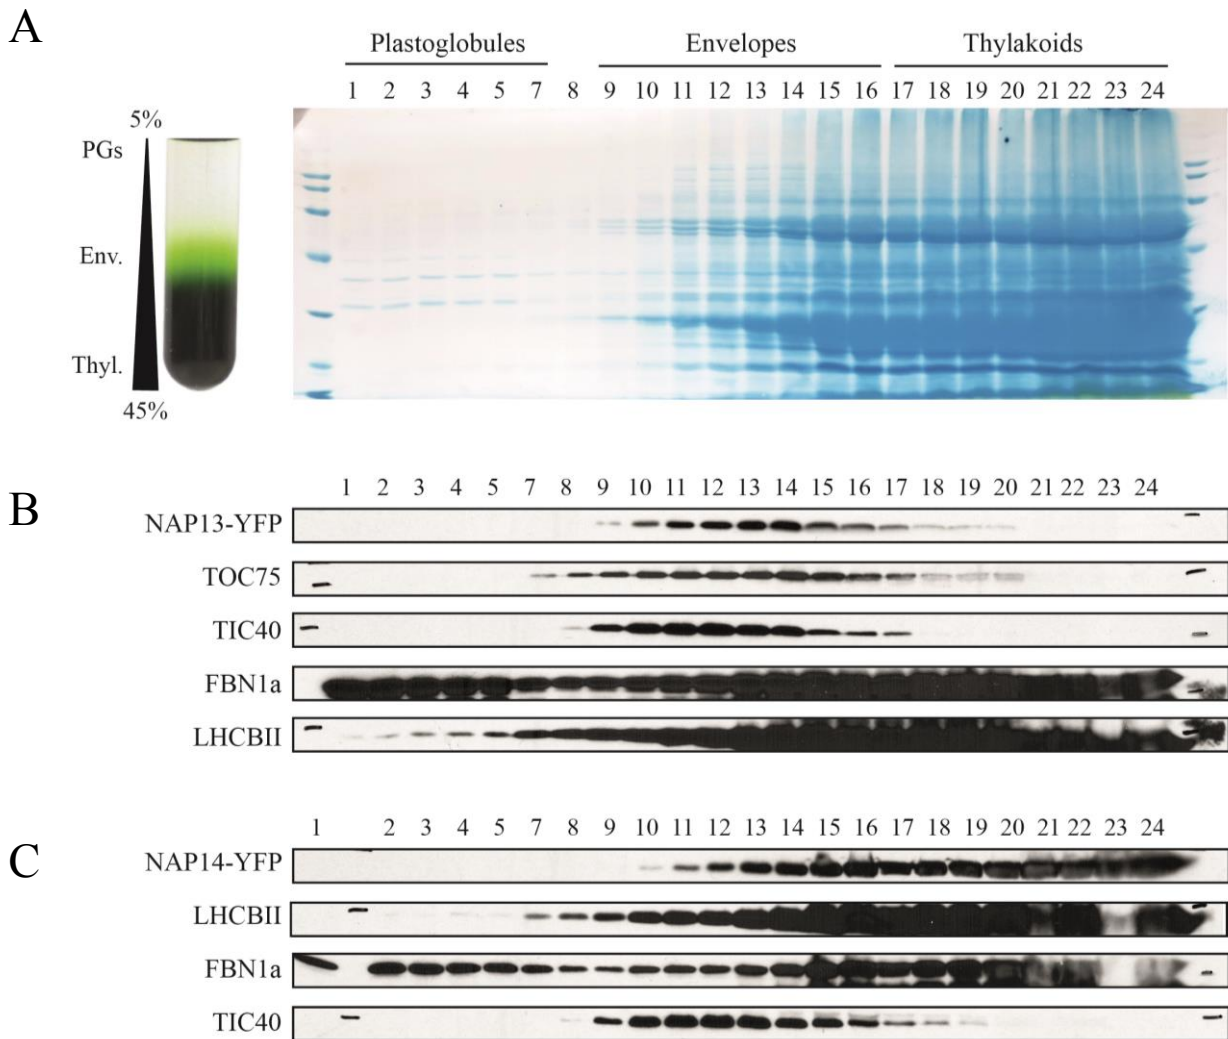 A
Plastoglobules Envelopes Thylakoids
1 2 3 4 5 7 8 9 10 11 12 13 14 15 16 17 18 19 20 21 22 23 24
5%
PGs
Env.
Thyl.
45%
B
1 2 3 4 5 7 8 9 10 11 12 13 14 15 16 17 18 19 20 21 22 23 24
NAP13-YFP
TOC75
TIC40
FBN1a
LHCBII
C
1 2 3 4 5 7 8 9 10 11 12 13 14 15 16 17 18 19 20 21 22 23 24
NAP14-YFP
LHCBII
FBN1a
TIC40